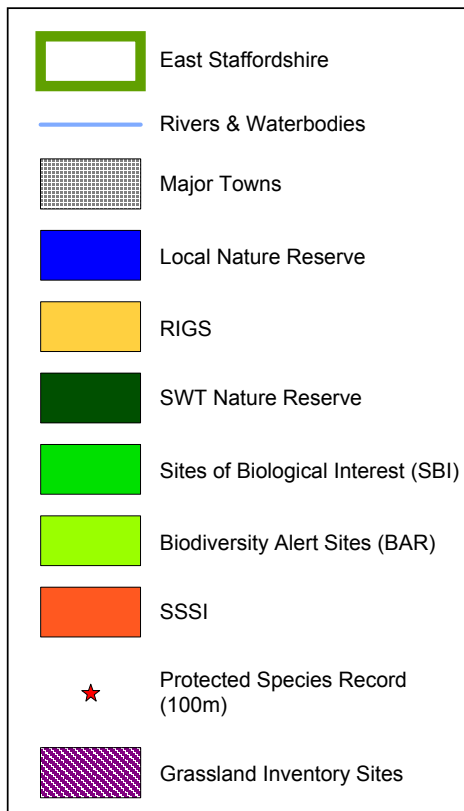 East Staffordshire
Rivers & Waterbodies
Major Towns
Local Nature Reserve
RIGS
SWT Nature Reserve
Sites of Biological Interest (SBI)
Biodiversity Alert Sites (BAR)
SSSI
Protected Species Record
(100m)
Grassland Inventory Sites